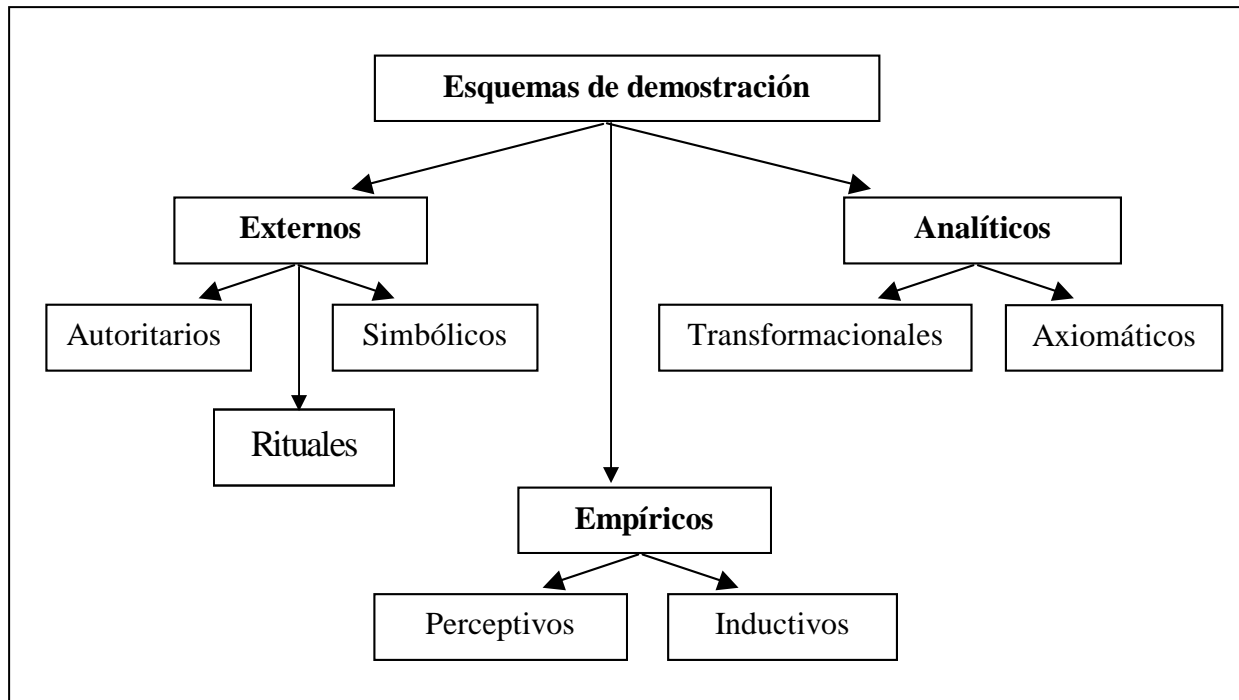 Esquemas de demostración
Externos
Analíticos
Autoritarios
Simbólicos
Transformacionales
Axiomáticos
Rituales
Empíricos
Perceptivos
Inductivos